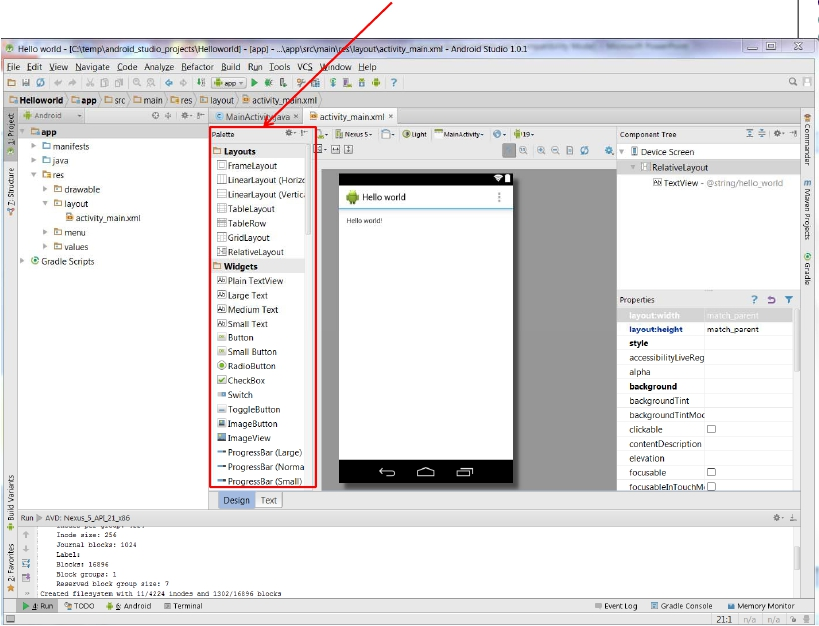 Hello world - [C:\temp\android_studio_projects\Helloworld] - [app] - ...\app\src\main\res\layout\activity_main.xml - Android Studio 1.0.1
File Edit View Navigate Code Analyze Refactor Build Run Tools VCS Window Help
app
Helloworld app src main res layout activity_main.xml
1: Project
Z: Structure
Build Variants
2: Favorites
Android
app
manifests
java
res
drawable
layout
activity_main.xml
menu
values
Gradle Scripts
MainActivity.java × activity_main.xml ×
Palette
Layouts
FrameLayout
LinearLayout (Horizo
LinearLayout (Vertic
TableLayout
TableRow
GridLayout
RelativeLayout
Widgets
Plain TextView
Large Text
Medium Text
Small Text
Button
Small Button
RadioButton
CheckBox
Switch
ToggleButton
ImageButton
ImageView
ProgressBar (Large)
ProgressBar (Norma
ProgressBar (Small)
Nexus 5 Light MainActivity 19
Hello world
Hello world!
Design Text
Component Tree
Device Screen
RelativeLayout
TextView - @string/hello_world
Properties
layout:width match_parent
layout:height match_parent
style
accessibilityLiveReg
alpha
background
backgroundTint
backgroundTintMoc
clickable
contentDescription
elevation
focusable
focusableInTouchM
Commander
Maven Projects
Gradle
Run AVD: Nexus_5_API_21_x86
Inode size: 256
Journal blocks: 1024
Label:
Blocks: 16896
Block groups: 1
Reserved block group size: 7
Created filesystem with 11/4224 inodes and 1302/16896 blocks
4: Run TODO 6: Android Terminal Event Log Gradle Console Memory Monitor
21:1 n/a n/a